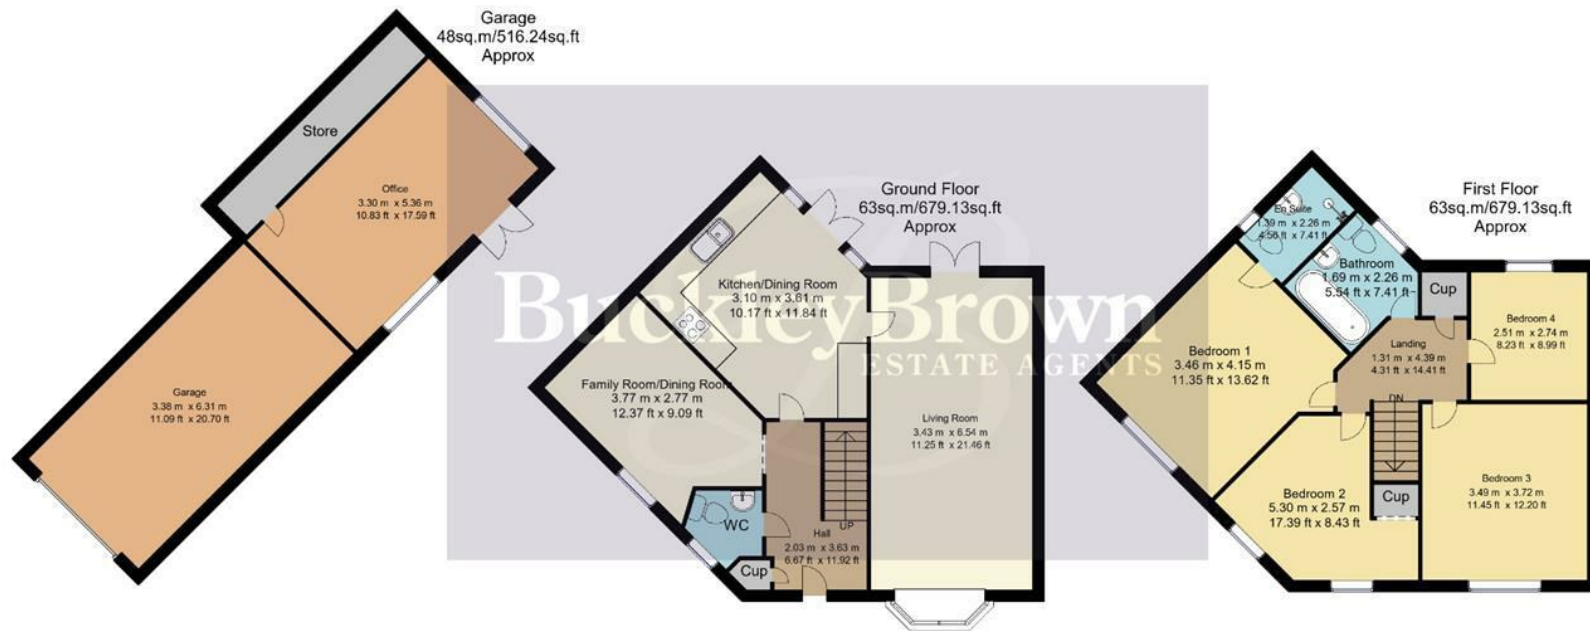 Garage
48sq.m/516.24sq.ft
Approx
Store
Office
3.30 m x 5.36 m
10.83 ft x 17.59 ft
Garage
3.38 m x 6.31 m
11.09 ft x 20.70 ft
Ground Floor
63sq.m/679.13sq.ft
Approx
Kitchen/Dining Room
3.10 m x 3.61 m
10.17 ft x 11.84 ft
BuckleyBrown
ESTATE AGENTS
Family Room/Dining Room
3.77 m x 2.77 m
12.37 ft x 9.09 ft
Living Room
3.43 m x 6.54 m
11.25 ft x 21.46 ft
WC
UP
Hall
2.03 m x 3.63 m
6.67 ft x 11.92 ft
Cup
First Floor
63sq.m/679.13sq.ft
Approx
En Suite
1.39 m x 2.26 m
4.56 ft x 7.41 ft
Bathroom
1.69 m x 2.26 m
5.54 ft x 7.41 ft
Cup
Bedroom 4
2.51 m x 2.74 m
8.23 ft x 8.99 ft
Bedroom 1
3.46 m x 4.15 m
11.35 ft x 13.62 ft
Landing
1.31 m x 4.39 m
4.31 ft x 14.41 ft
DN
Bedroom 2
5.30 m x 2.57 m
17.39 ft x 8.43 ft
Cup
Bedroom 3
3.49 m x 3.72 m
11.45 ft x 12.20 ft